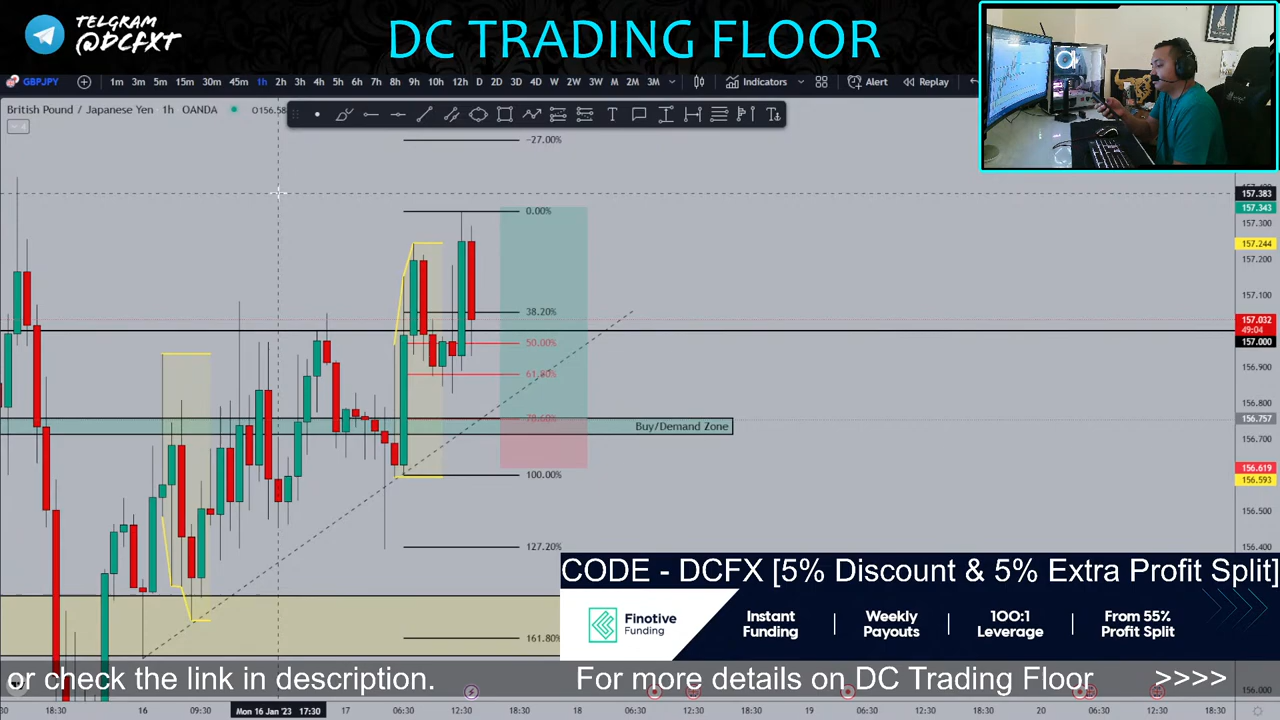 TELGRAM
@DCFXT
DC TRADING FLOOR
GBPJPY 1m 3m 5m 15m 30m 45m 1h 2h 3h 4h 5h 6h 7h 8h 9h 10h 12h D 2D 3D 4D W 2W 3W M 2M 3M Indicators Alert Replay
British Pound / Japanese Yen 1h OANDA O156.58
4
-27.00%
157.383
157.343
0.00%
157.300
157.244
157.200
157.100
38.20%
157.032
49:04
157.000
50.00%
156.900
61.80%
156.800
78.60%
156.757
Buy/Demand Zone
156.700
156.619
100.00%
156.593
156.500
127.20%
156.400
CODE - DCFX [5% Discount & 5% Extra Profit Split]
Finotive
Funding
Instant
Funding
Weekly
Payouts
100:1
Leverage
From 55%
Profit Split
161.80%
or check the link in description.
For more details on DC Trading Floor >>>>
156.000
18:30 16 09:30 Mon 16 Jan '23 17:30 17 06:30 12:30 18:30 18 06:30 12:30 18:30 19 06:30 12:30 18:30 20 06:30 12:30 18:30